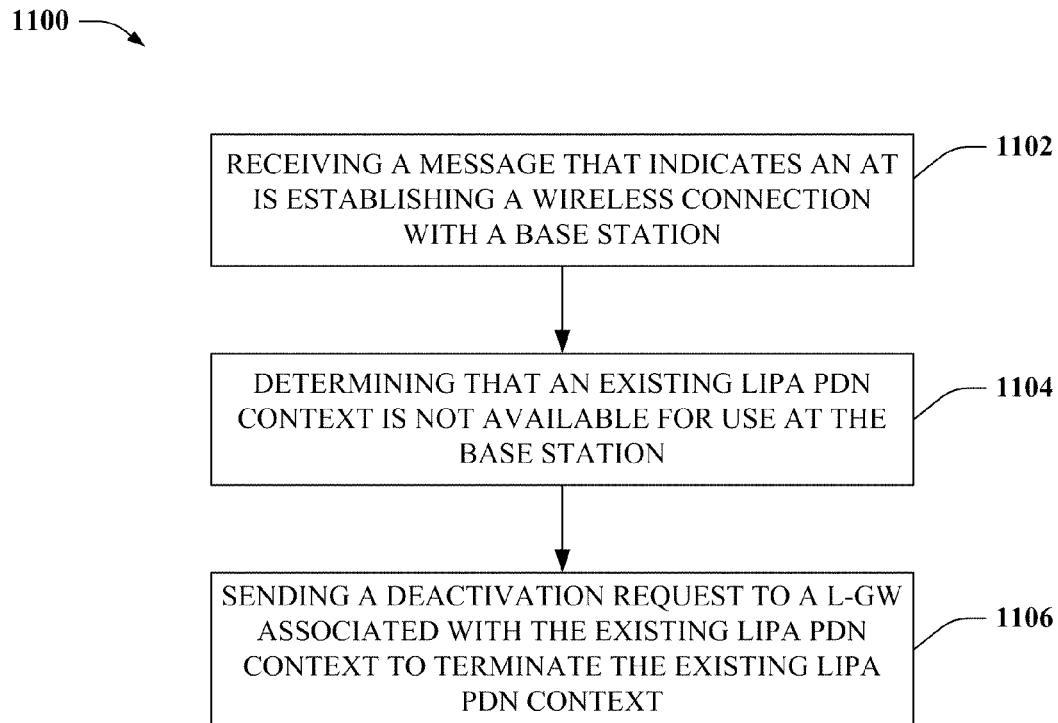 1100
RECEIVING A MESSAGE THAT INDICATES AN AT
IS ESTABLISHING A WIRELESS CONNECTION
WITH A BASE STATION
1102
DETERMINING THAT AN EXISTING LIPA PDN
CONTEXT IS NOT AVAILABLE FOR USE AT THE
BASE STATION
1104
SENDING A DEACTIVATION REQUEST TO A L-GW
ASSOCIATED WITH THE EXISTING LIPA PDN
CONTEXT TO TERMINATE THE EXISTING LIPA
PDN CONTEXT
1106